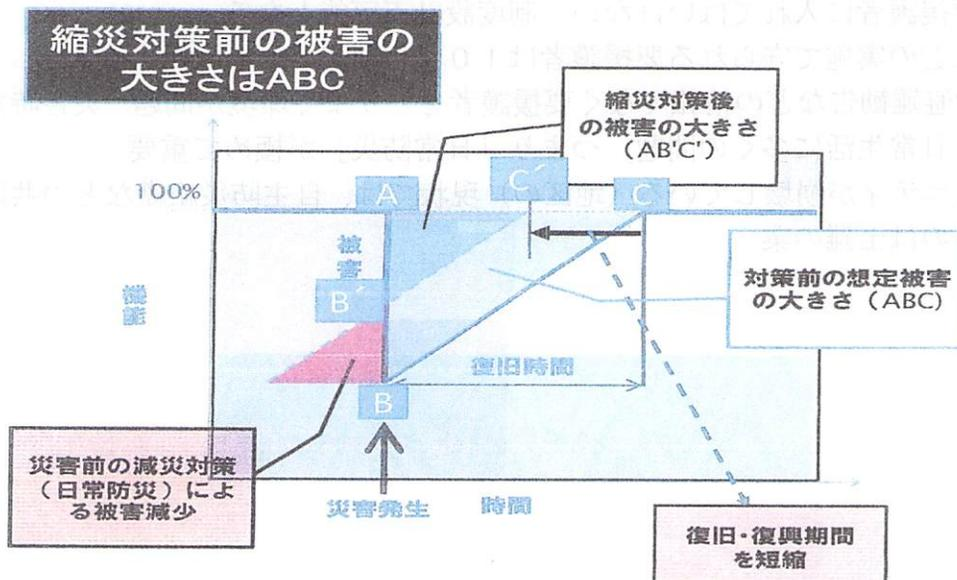 縮災対策前の被害の
大きさはABC
縮災対策後
の被害の大きさ
(AB'C')
100%
A
C´
C
被
害
機
能
B´
対策前の想定被害
の大きさ（ABC）
復旧時間
B
災害前の減災対策
（日常防災）によ
る被害減少
災害発生
時間
復旧・復興期間
を短縮